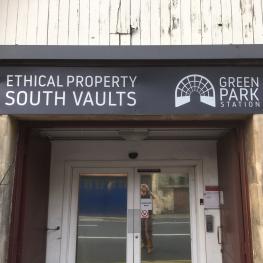 ETHICAL PROPERTY
SOUTH VAULTS
GREEN
PARK
STATION